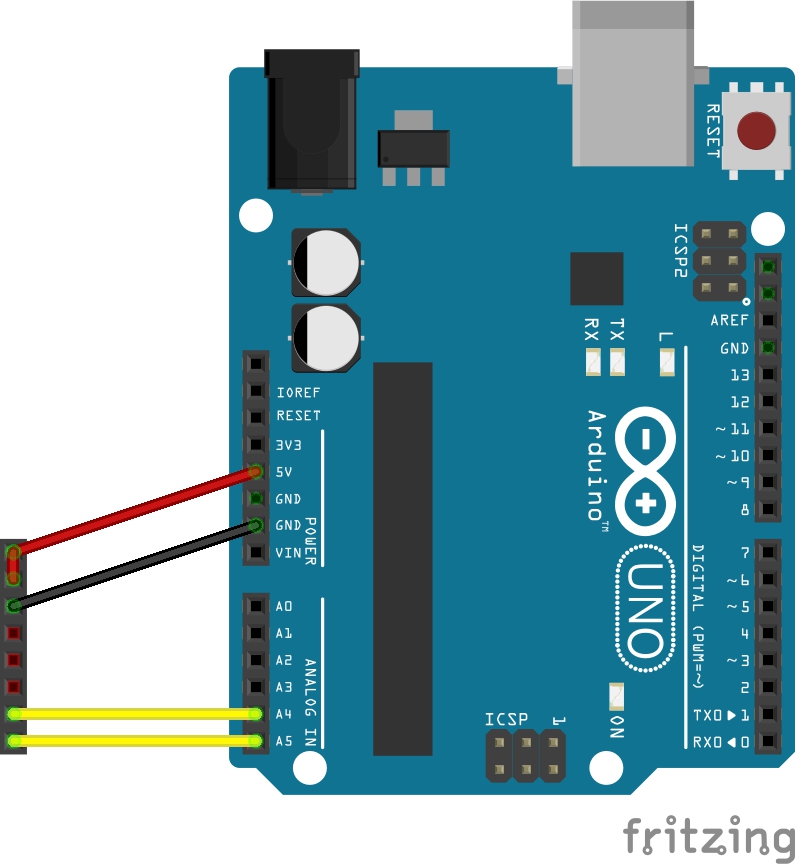 RESET
ICSP2
AREF
GND
13
12
~11
~10
~9
8
7
~6
~5
4
~3
2
TX0▶1
RX0◀0
RX
TX
L
IOREF
RESET
3V3
5V
GND
GND
VIN
POWER
A0
A1
A2
A3
A4
A5
ANALOG IN
Arduino™
UNO
DIGITAL (PWM=~)
ON
ICSP
1
fritzing